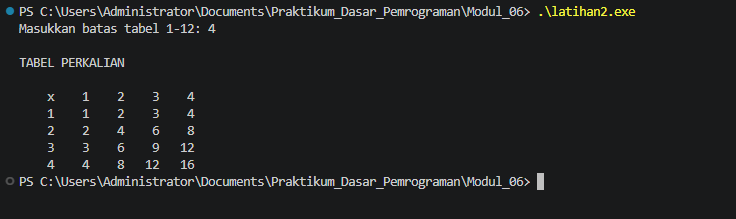 PS C:\Users\Administrator\Documents\Praktikum_Dasar_Pemrograman\Modul_06> .\latihan2.exe
Masukkan batas tabel 1-12: 4
TABEL PERKALIAN
x 1 2 3 4
1 1 2 3 4
2 2 4 6 8
3 3 6 9 12
4 4 8 12 16
PS C:\Users\Administrator\Documents\Praktikum_Dasar_Pemrograman\Modul_06>